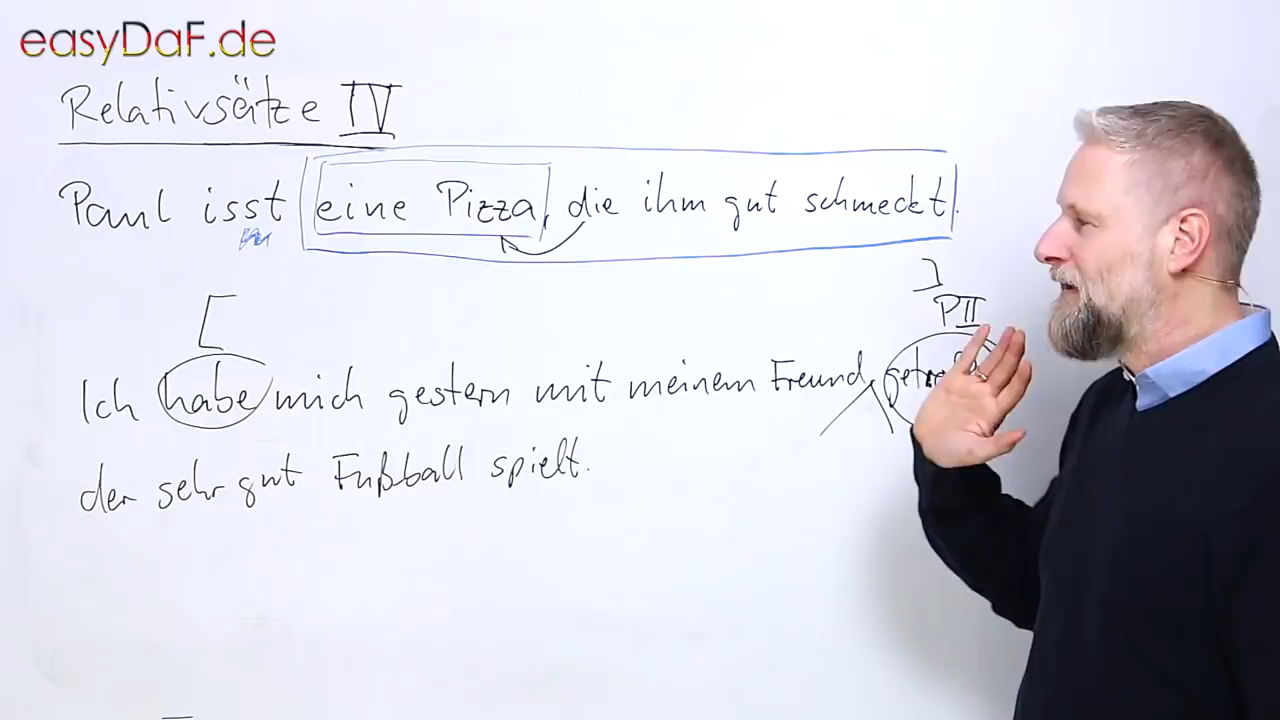 easyDaF.de
Relativsätze IV
Paul isst eine Pizza, die ihm gut schmeckt.
PII
Ich habe mich gestern mit meinem Freund,
der sehr gut Fußball spielt.